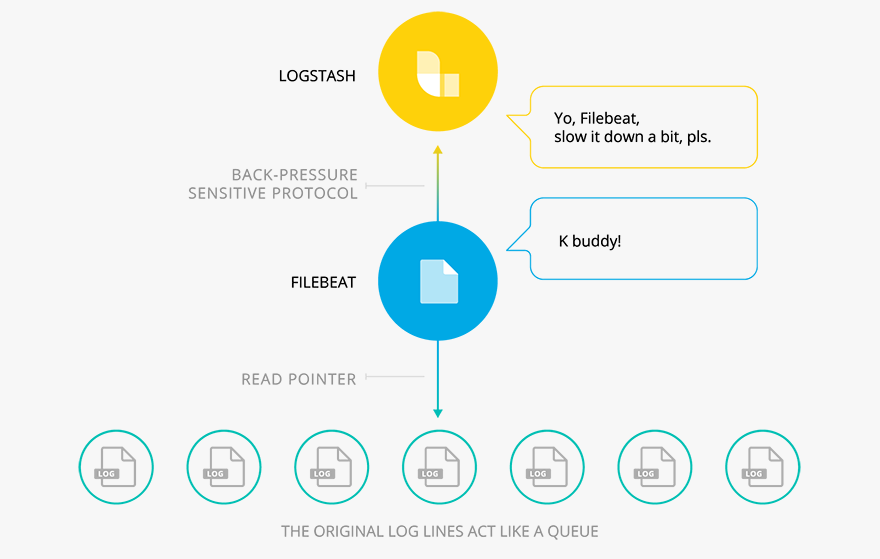 LOGSTASH
Yo, Filebeat,
slow it down a bit, pls.
BACK-PRESSURE
SENSITIVE PROTOCOL
K buddy!
FILEBEAT
READ POINTER
LOG
LOG
LOG
LOG
LOG
LOG
LOG
THE ORIGINAL LOG LINES ACT LIKE A QUEUE